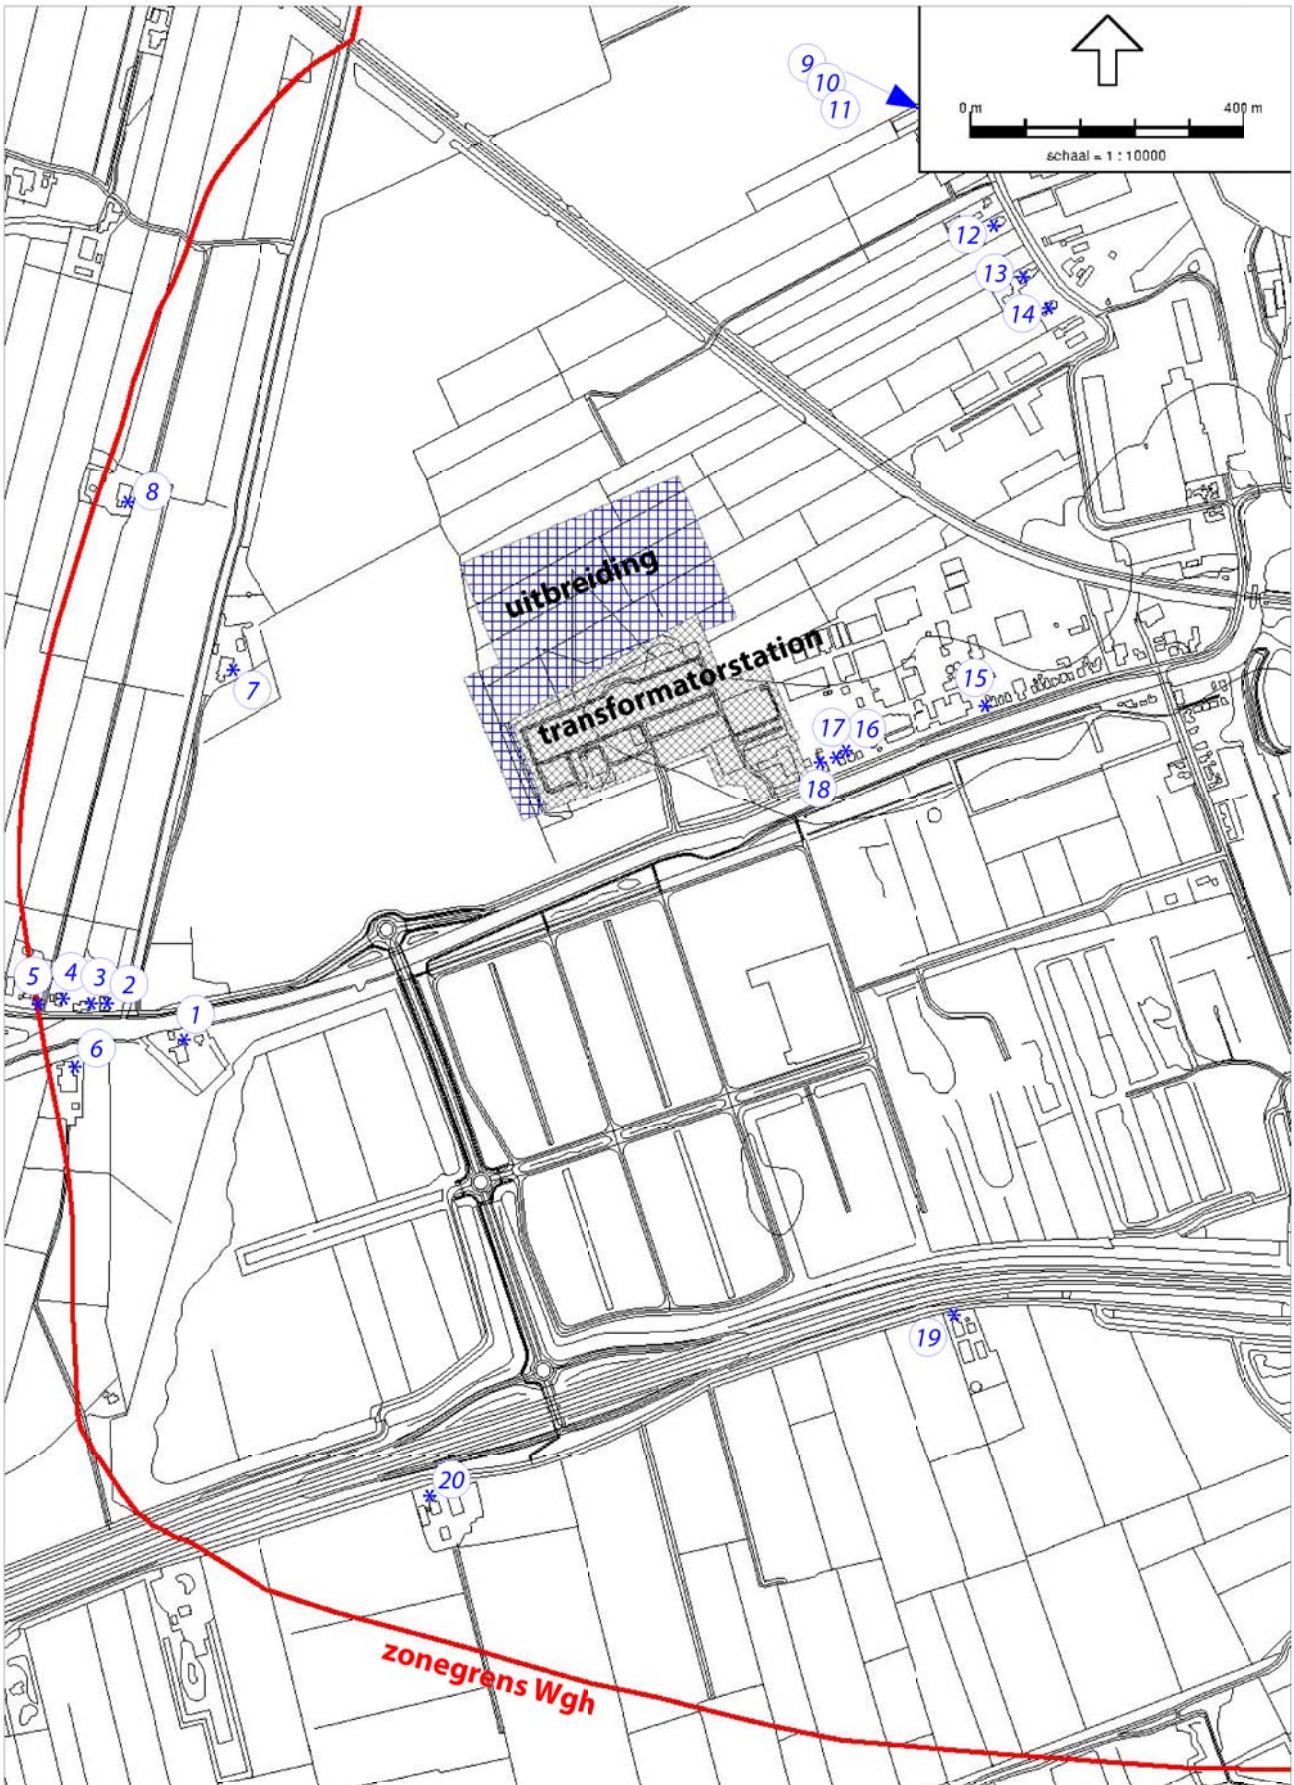 9
10
11
0 m 400 m
schaal = 1 : 10000
12
13
14
8
uitbreiding
transformatorstation
7
15
17 16
18
5 4 3 2
1
6
19
20
zonegrens Wgh